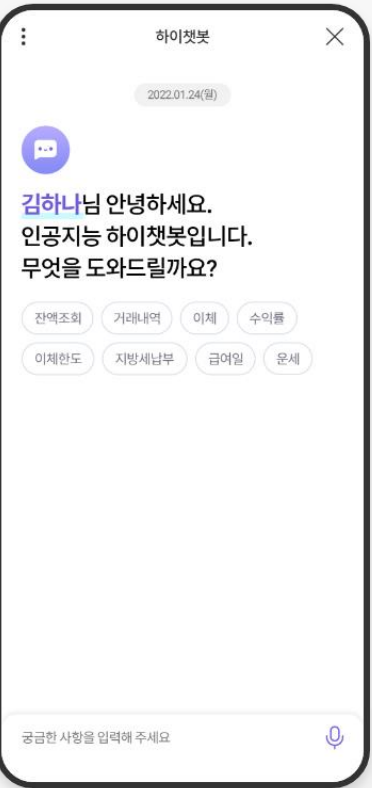 하이챗봇
2022.01.24(월)
김하나님 안녕하세요.
인공지능 하이챗봇입니다.
무엇을 도와드릴까요?
잔액조회 거래내역 이체 수익률
이체한도 지방세납부 급여일 운세
궁금한 사항을 입력해 주세요